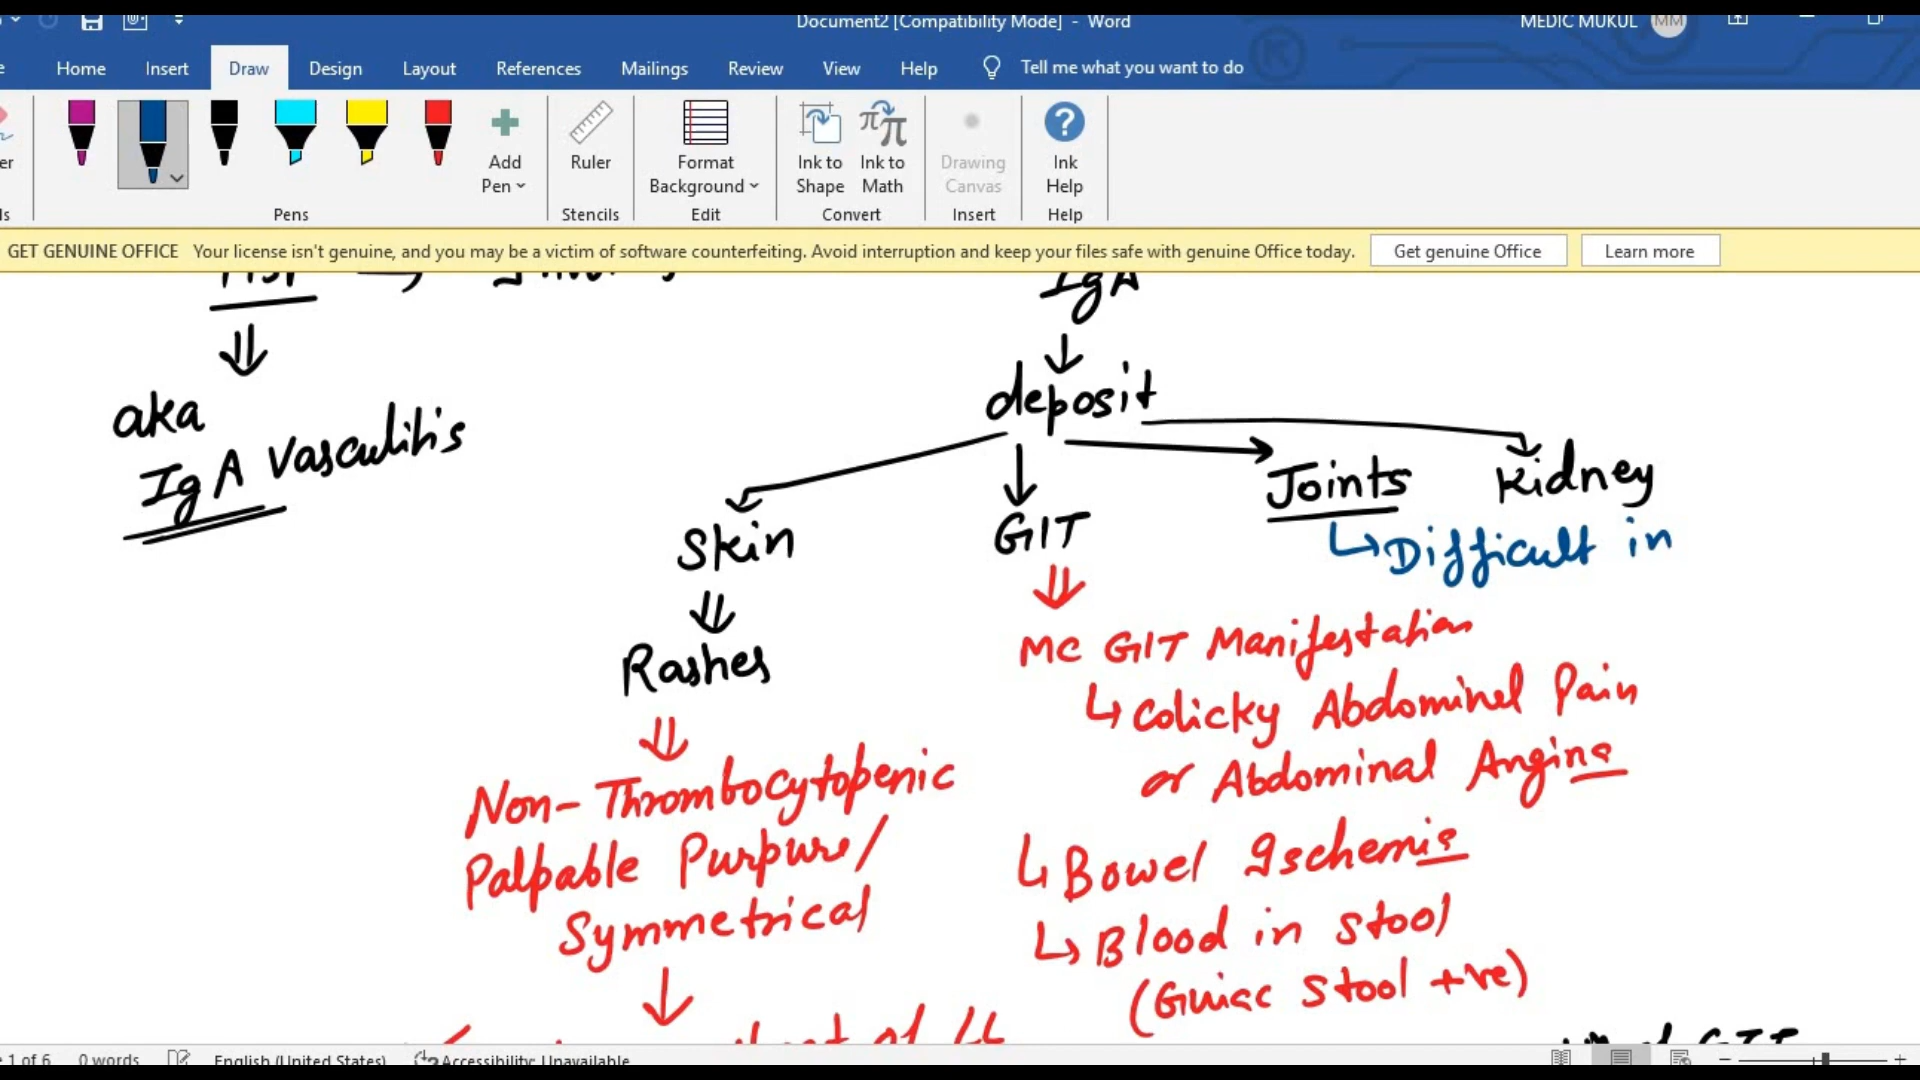 Document2 [Compatibility Mode] - Word
MEDIC MUKUL MM
Home Insert Draw Design Layout References Mailings Review View Help Tell me what you want to do
Add Pen
Ruler
Format Background
Ink to Shape
Ink to Math
Drawing Canvas
Ink Help
Pens Stencils Edit Convert Insert Help
GET GENUINE OFFICE Your license isn't genuine, and you may be a victim of software counterfeiting. Avoid interruption and keep your files safe with genuine Office today. Get genuine Office Learn more
HSP
IgA
deposit
aka
IgA Vasculitis
Skin
GIT
Joints
Kidney
Difficult in
Rashes
MC GIT Manifestation
Colicky Abdominal Pain
or Abdominal Angina
Non-Thrombocytopenic
Palpable Purpura/
Symmetrical
Bowel Ischemia
Blood in stool
(Guiac stool +ve)
1 of 6 0 words English (United States) Accessibility: Unavailable